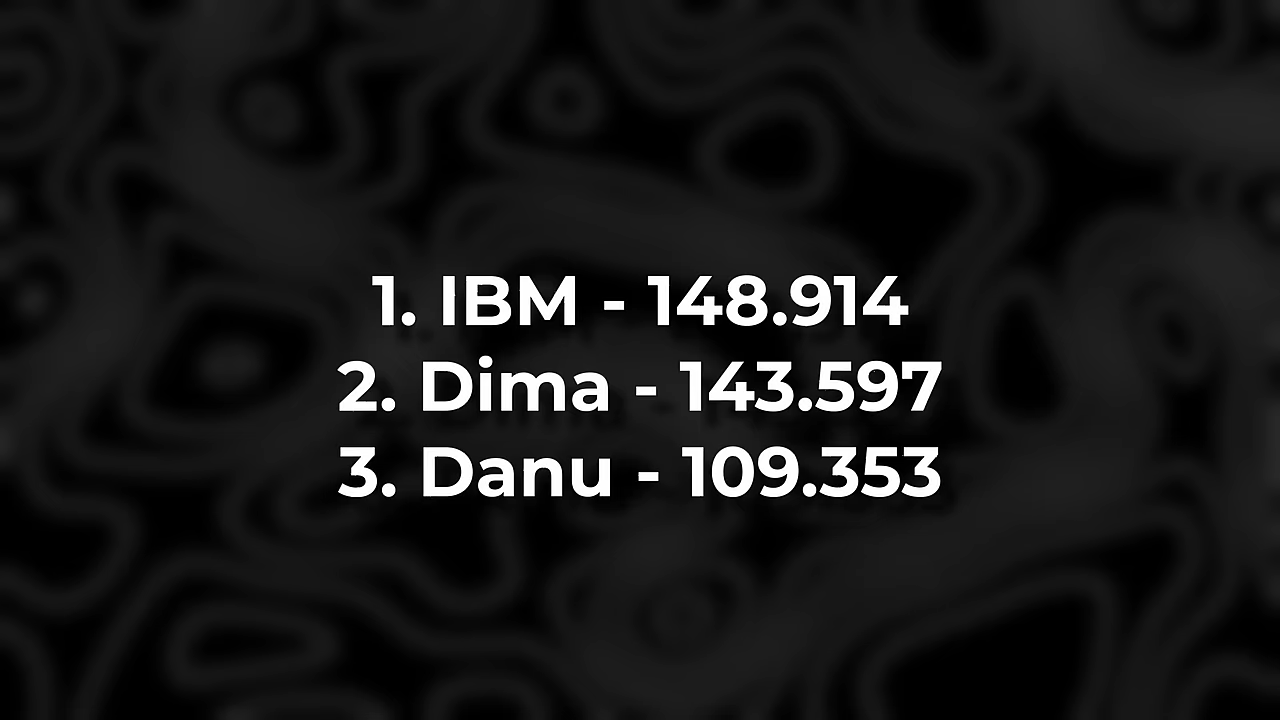 1. IBM - 148.914
2. Dima - 143.597
3. Danu - 109.353